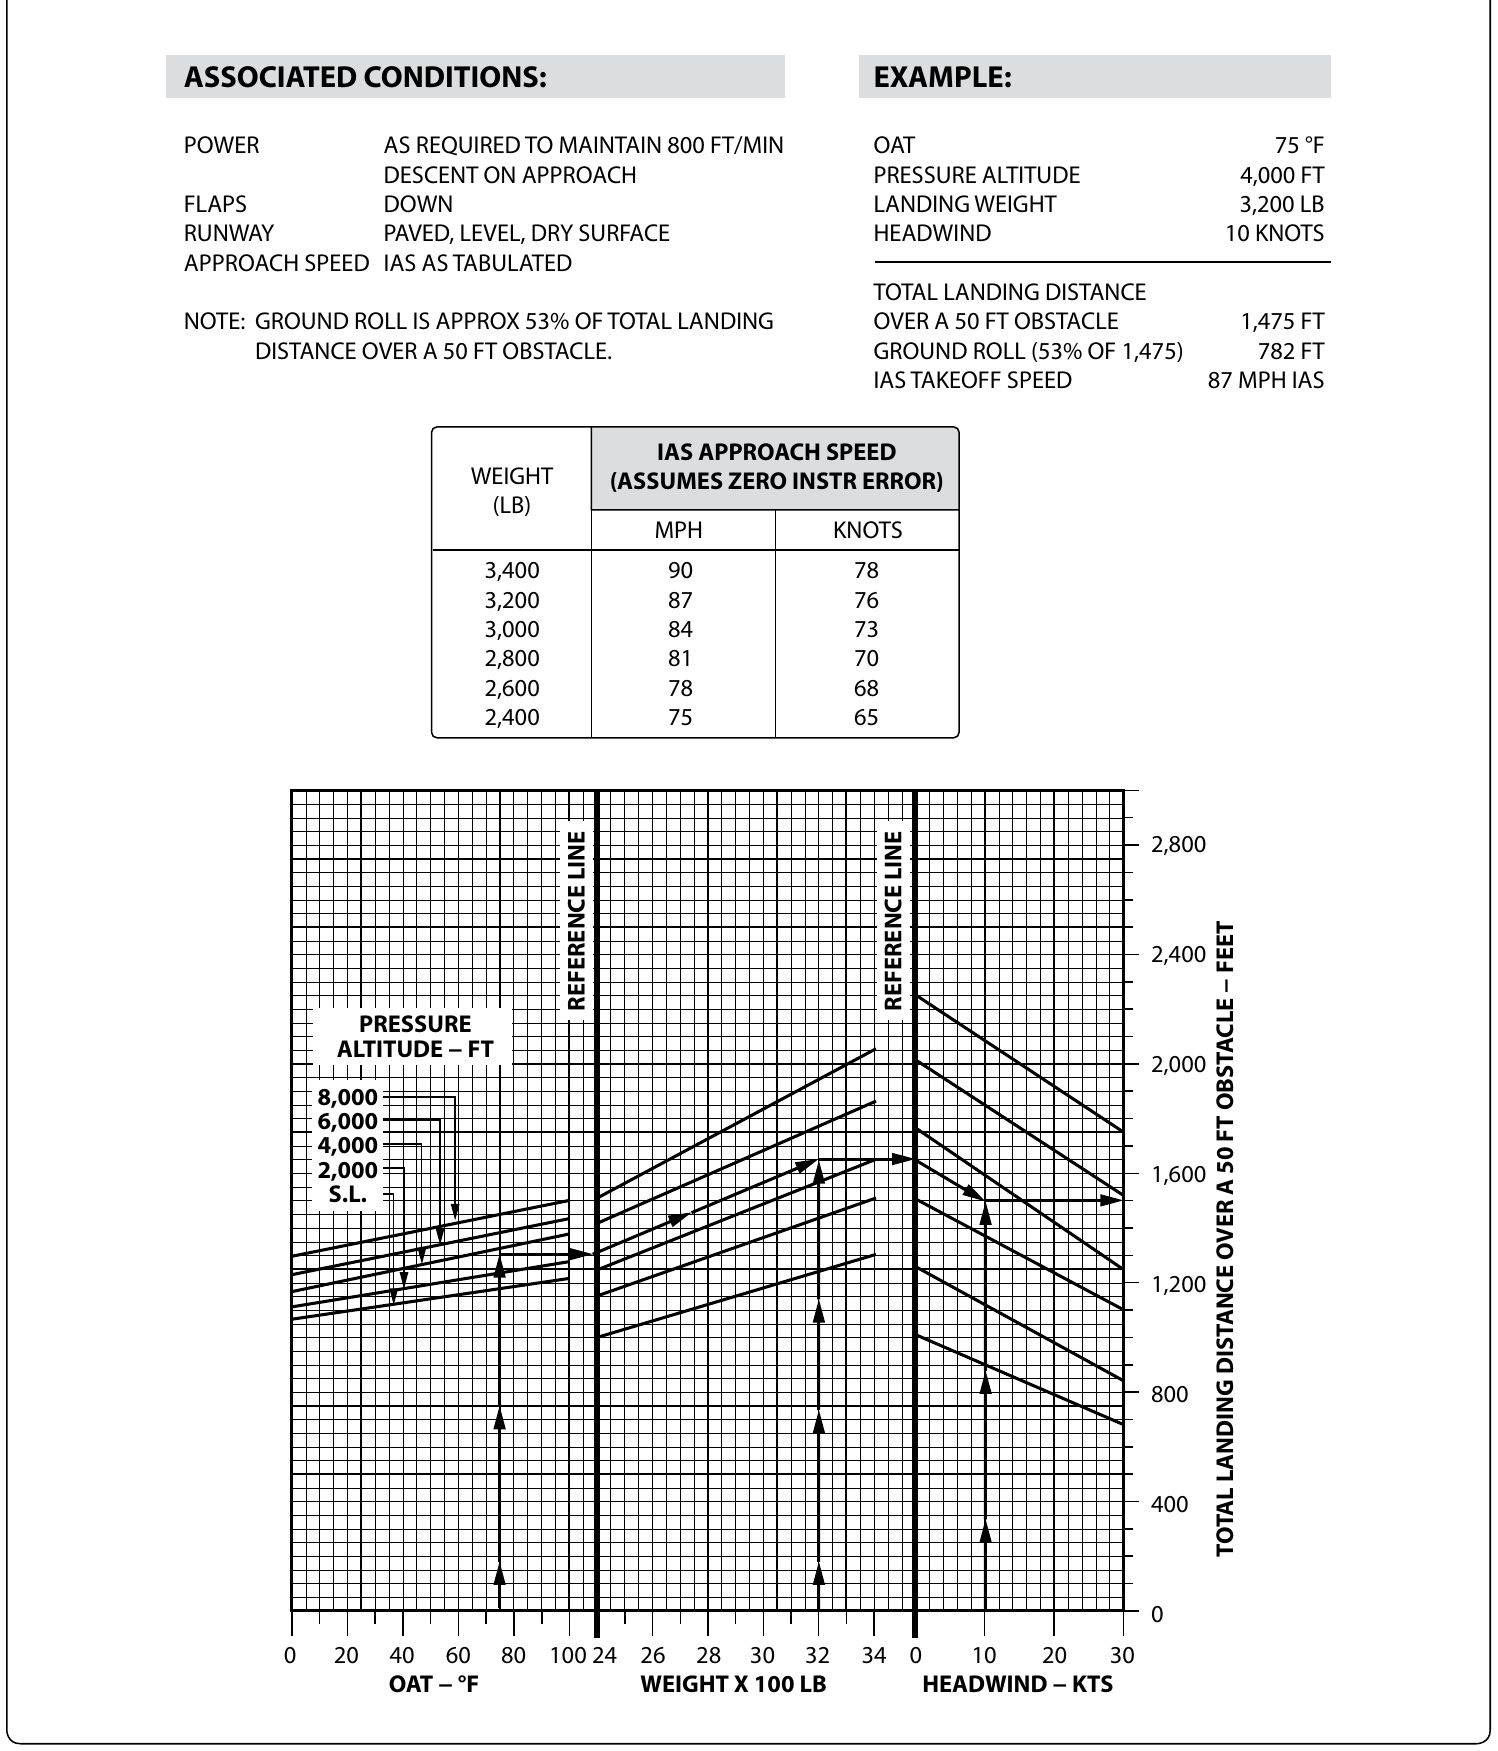 ASSOCIATED CONDITIONS:
POWER AS REQUIRED TO MAINTAIN 800 FT/MIN
DESCENT ON APPROACH
FLAPS DOWN
RUNWAY PAVED, LEVEL, DRY SURFACE
APPROACH SPEED IAS AS TABULATED
NOTE: GROUND ROLL IS APPROX 53% OF TOTAL LANDING
DISTANCE OVER A 50 FT OBSTACLE.
EXAMPLE:
OAT 75 °F
PRESSURE ALTITUDE 4,000 FT
LANDING WEIGHT 3,200 LB
HEADWIND 10 KNOTS
TOTAL LANDING DISTANCE
OVER A 50 FT OBSTACLE 1,475 FT
GROUND ROLL (53% OF 1,475) 782 FT
IAS TAKEOFF SPEED 87 MPH IAS
WEIGHT
(LB)
IAS APPROACH SPEED
(ASSUMES ZERO INSTR ERROR)
MPH KNOTS
3,400 90 78
3,200 87 76
3,000 84 73
2,800 81 70
2,600 78 68
2,400 75 65
REFERENCE LINE
REFERENCE LINE
PRESSURE
ALTITUDE – FT
8,000
6,000
4,000
2,000
S.L.
2,800
2,400
2,000
1,600
1,200
800
400
0
TOTAL LANDING DISTANCE OVER A 50 FT OBSTACLE – FEET
0 20 40 60 80 100 24 26 28 30 32 34 0 10 20 30
OAT – °F WEIGHT X 100 LB HEADWIND – KTS